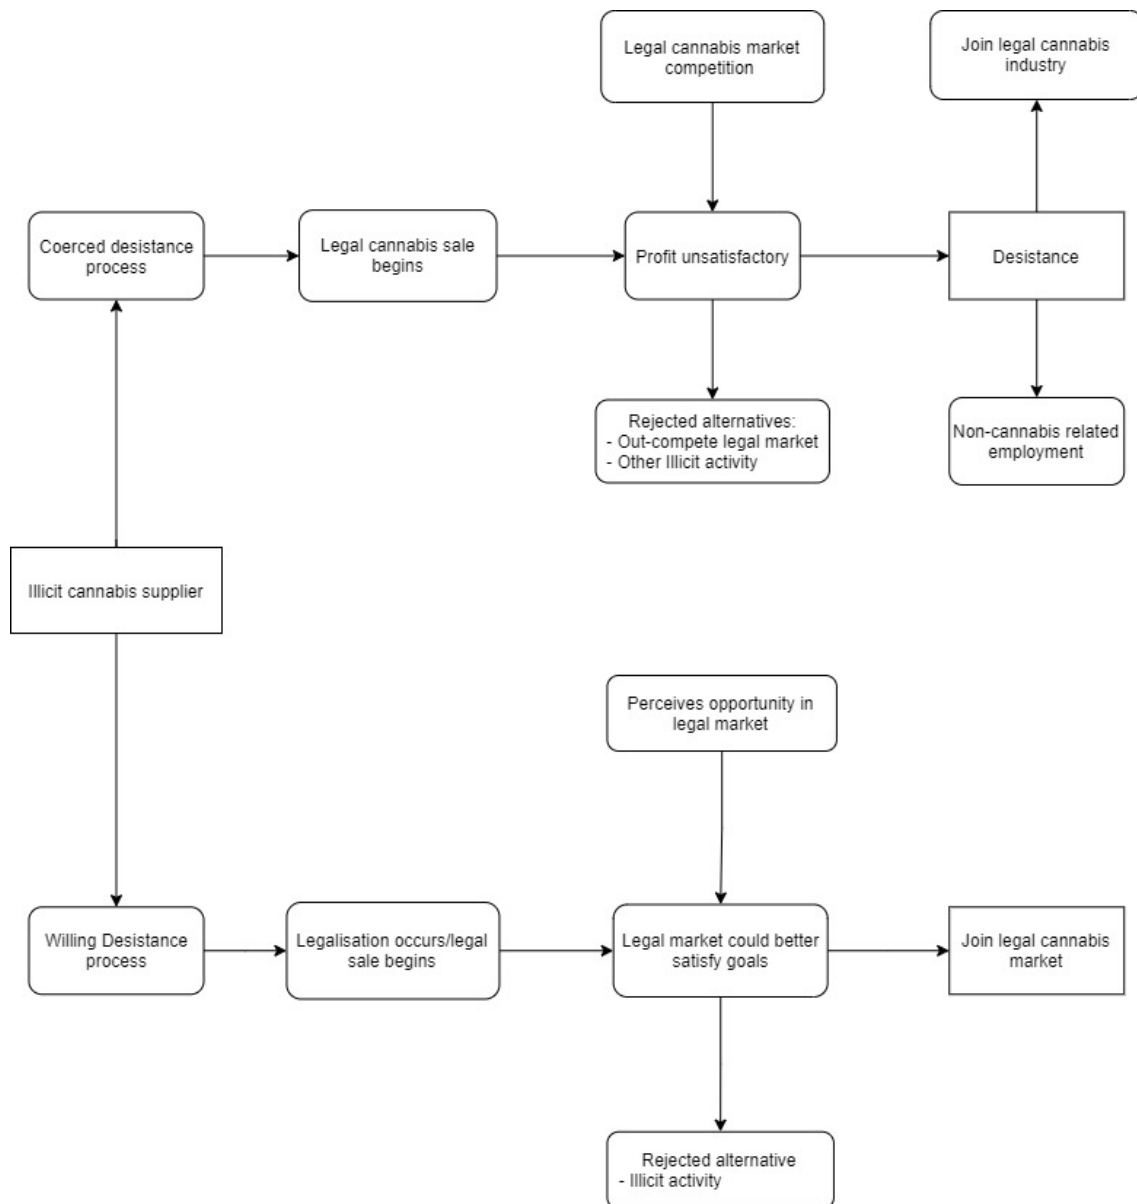 Legal cannabis market
competition
Join legal cannabis
industry
Coerced desistance
process
Legal cannabis sale
begins
Profit unsatisfactory
Desistance
Rejected alternatives:
- Out-compete legal market
- Other Illicit activity
Non-cannabis related
employment
Illicit cannabis supplier
Perceives opportunity in
legal market
Willing Desistance
process
Legalisation occurs/legal
sale begins
Legal market could better
satisfy goals
Join legal cannabis
market
Rejected alternative
- Illicit activity